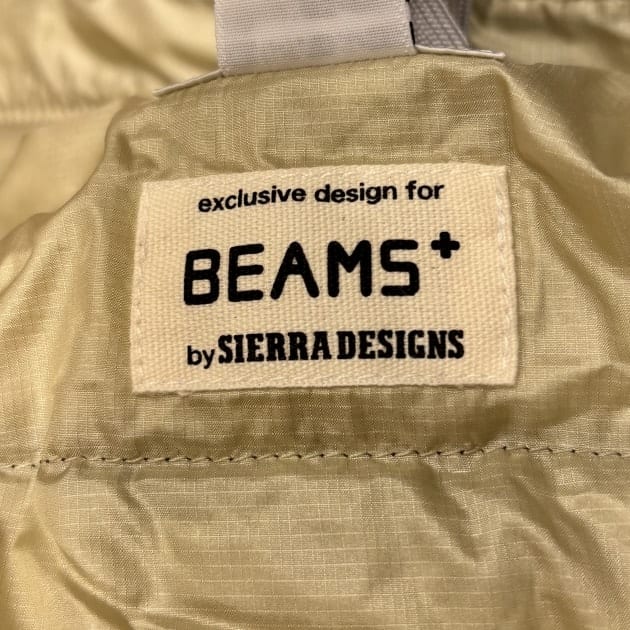 exclusive design for
BEAMS+
by SIERRA DESIGNS